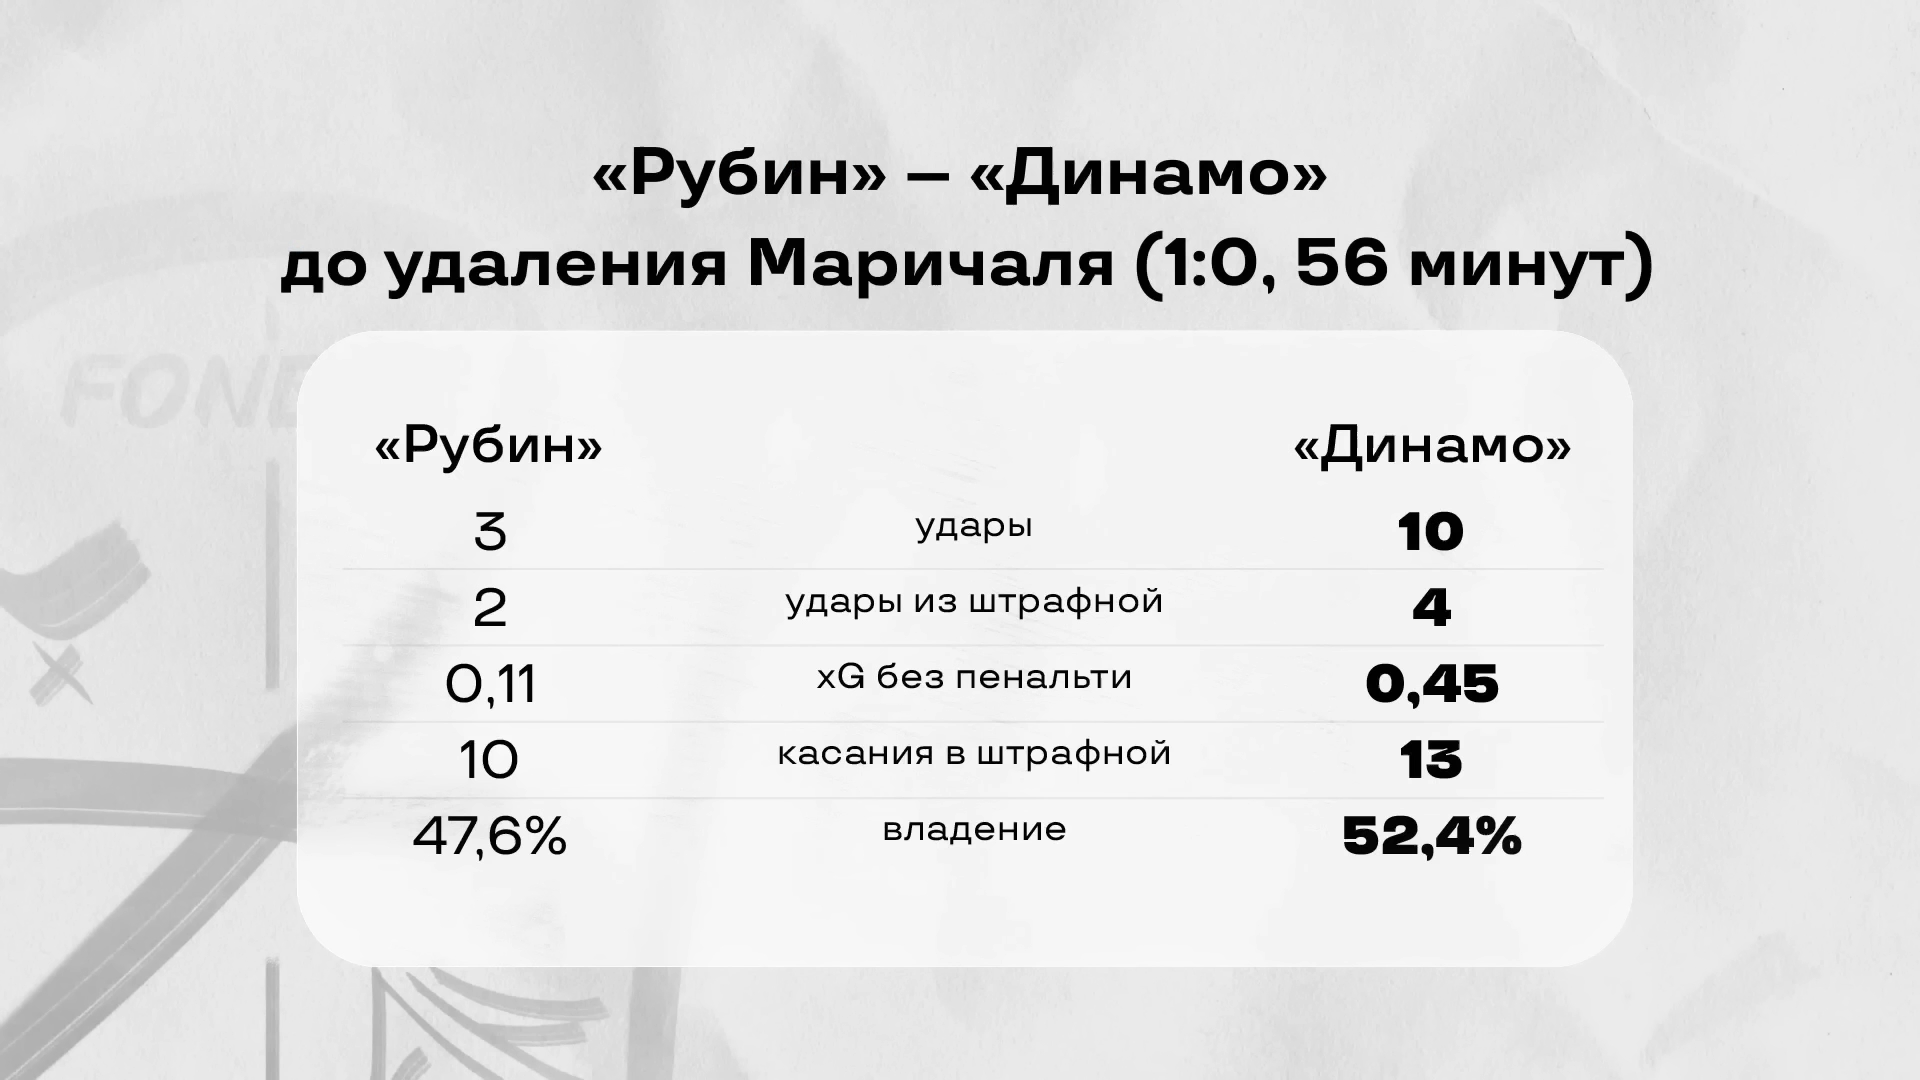 «Рубин» — «Динамо»
до удаления Маричаля (1:0, 56 минут)
FONB
«Рубин» «Динамо»
3 удары 10
2 удары из штрафной 4
0,11 xG без пенальти 0,45
10 касания в штрафной 13
47,6% владение 52,4%